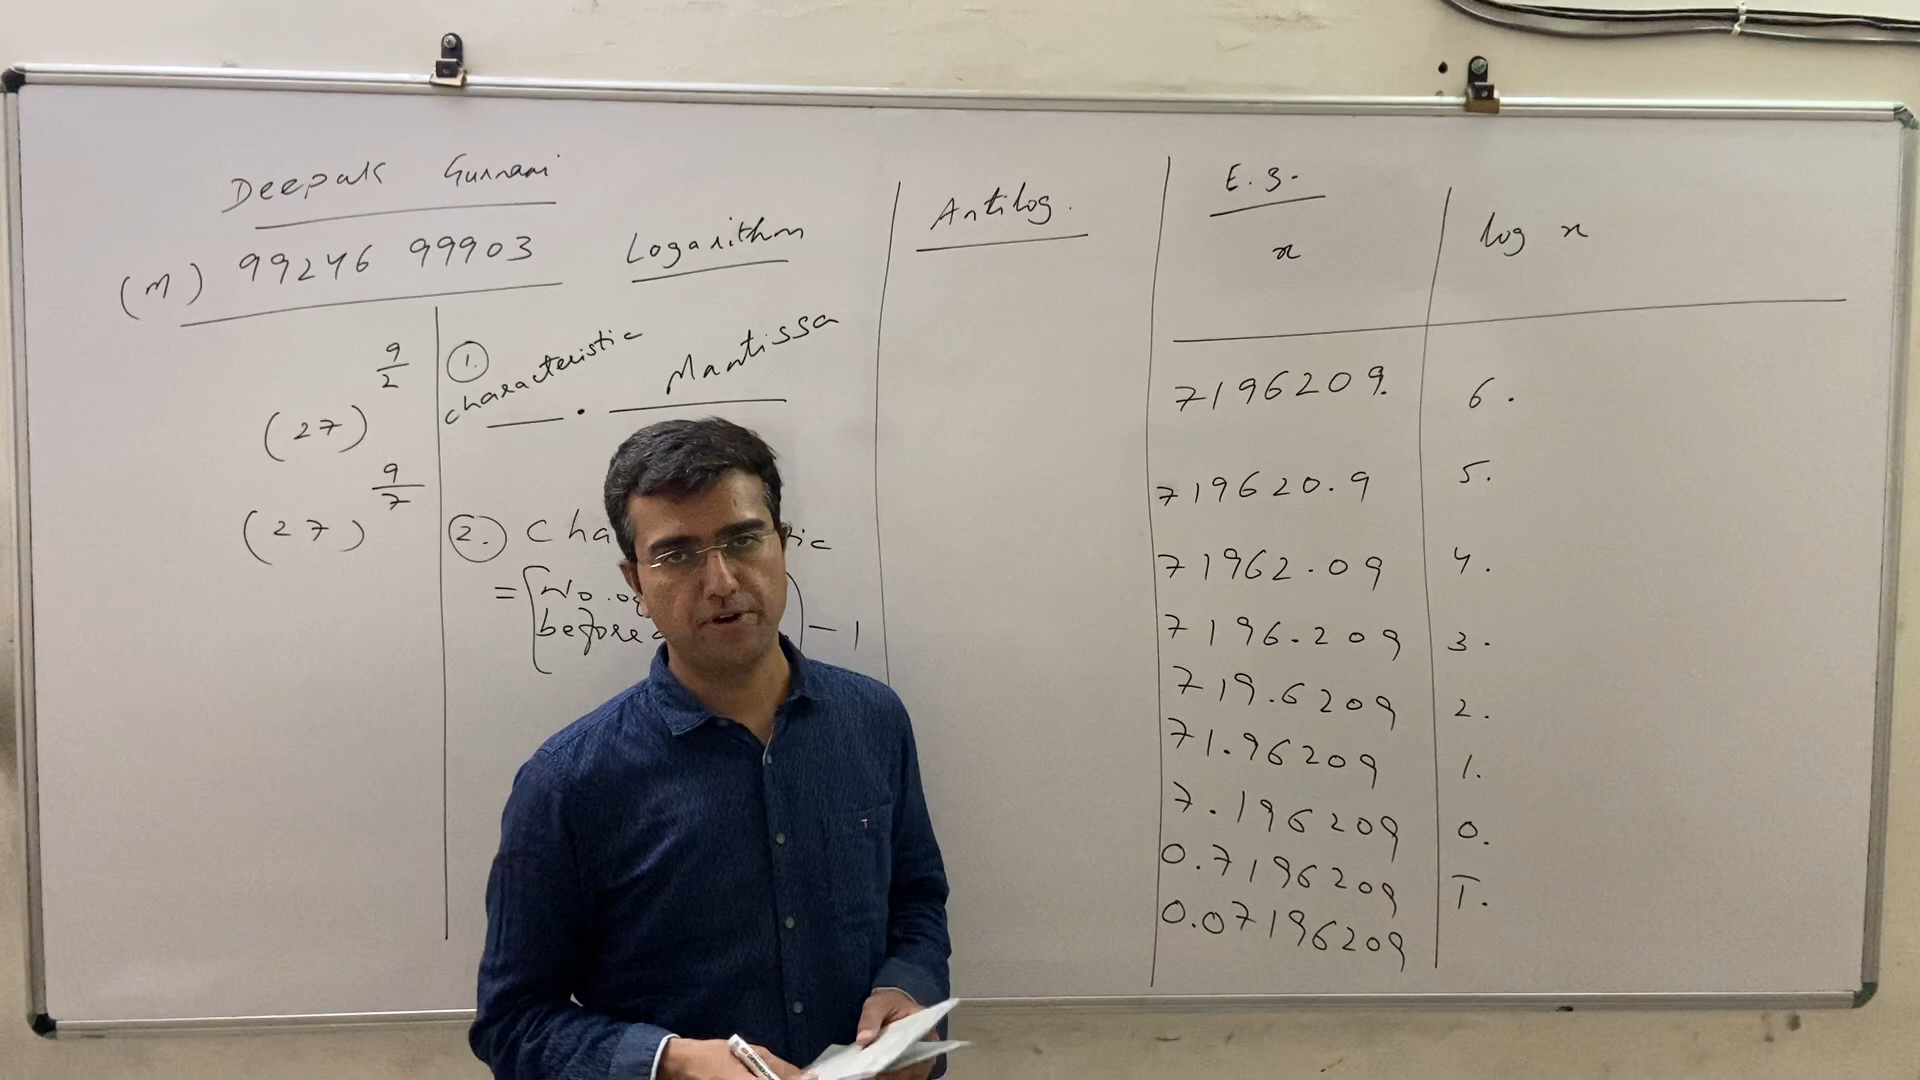 Deepak Gurnani
(M) 99246 99903
(27) 9/2
(27) 9/7
Logarithm
1. characteristic . Mantissa
2.
= No. of
before
- 1
Antilog.
E.g.
x
log x
7196209. 6.
719620.9 5.
71962.09 4.
7196.209 3.
719.6209 2.
71.96209 1.
7.196209 0.
0.7196209 1̅.
0.07196209